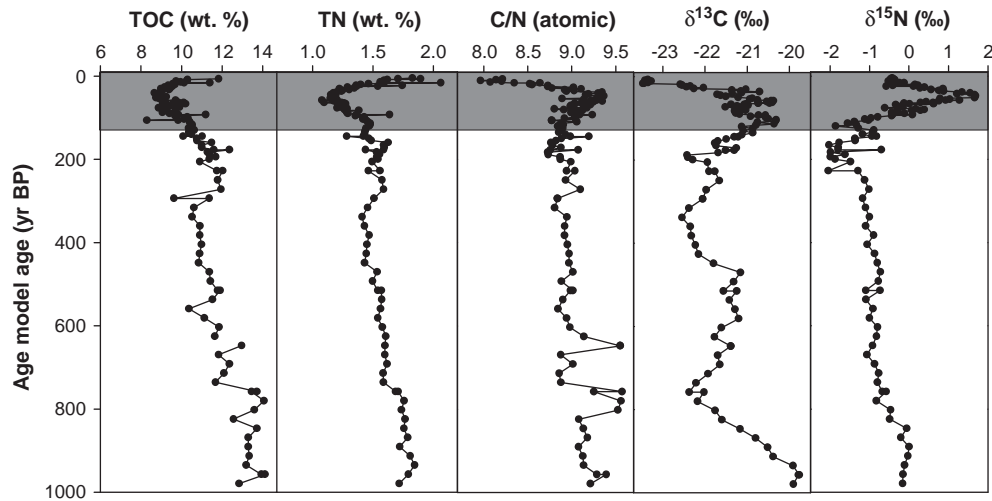 TOC (wt. %) TN (wt. %) C/N (atomic) δ¹³C (‰) δ¹⁵N (‰)
6 8 10 12 14 1.0 1.5 2.0 8.0 8.5 9.0 9.5 -23 -22 -21 -20 -2 -1 0 1 2
0
200
400
600
800
1000
Age model age (yr BP)